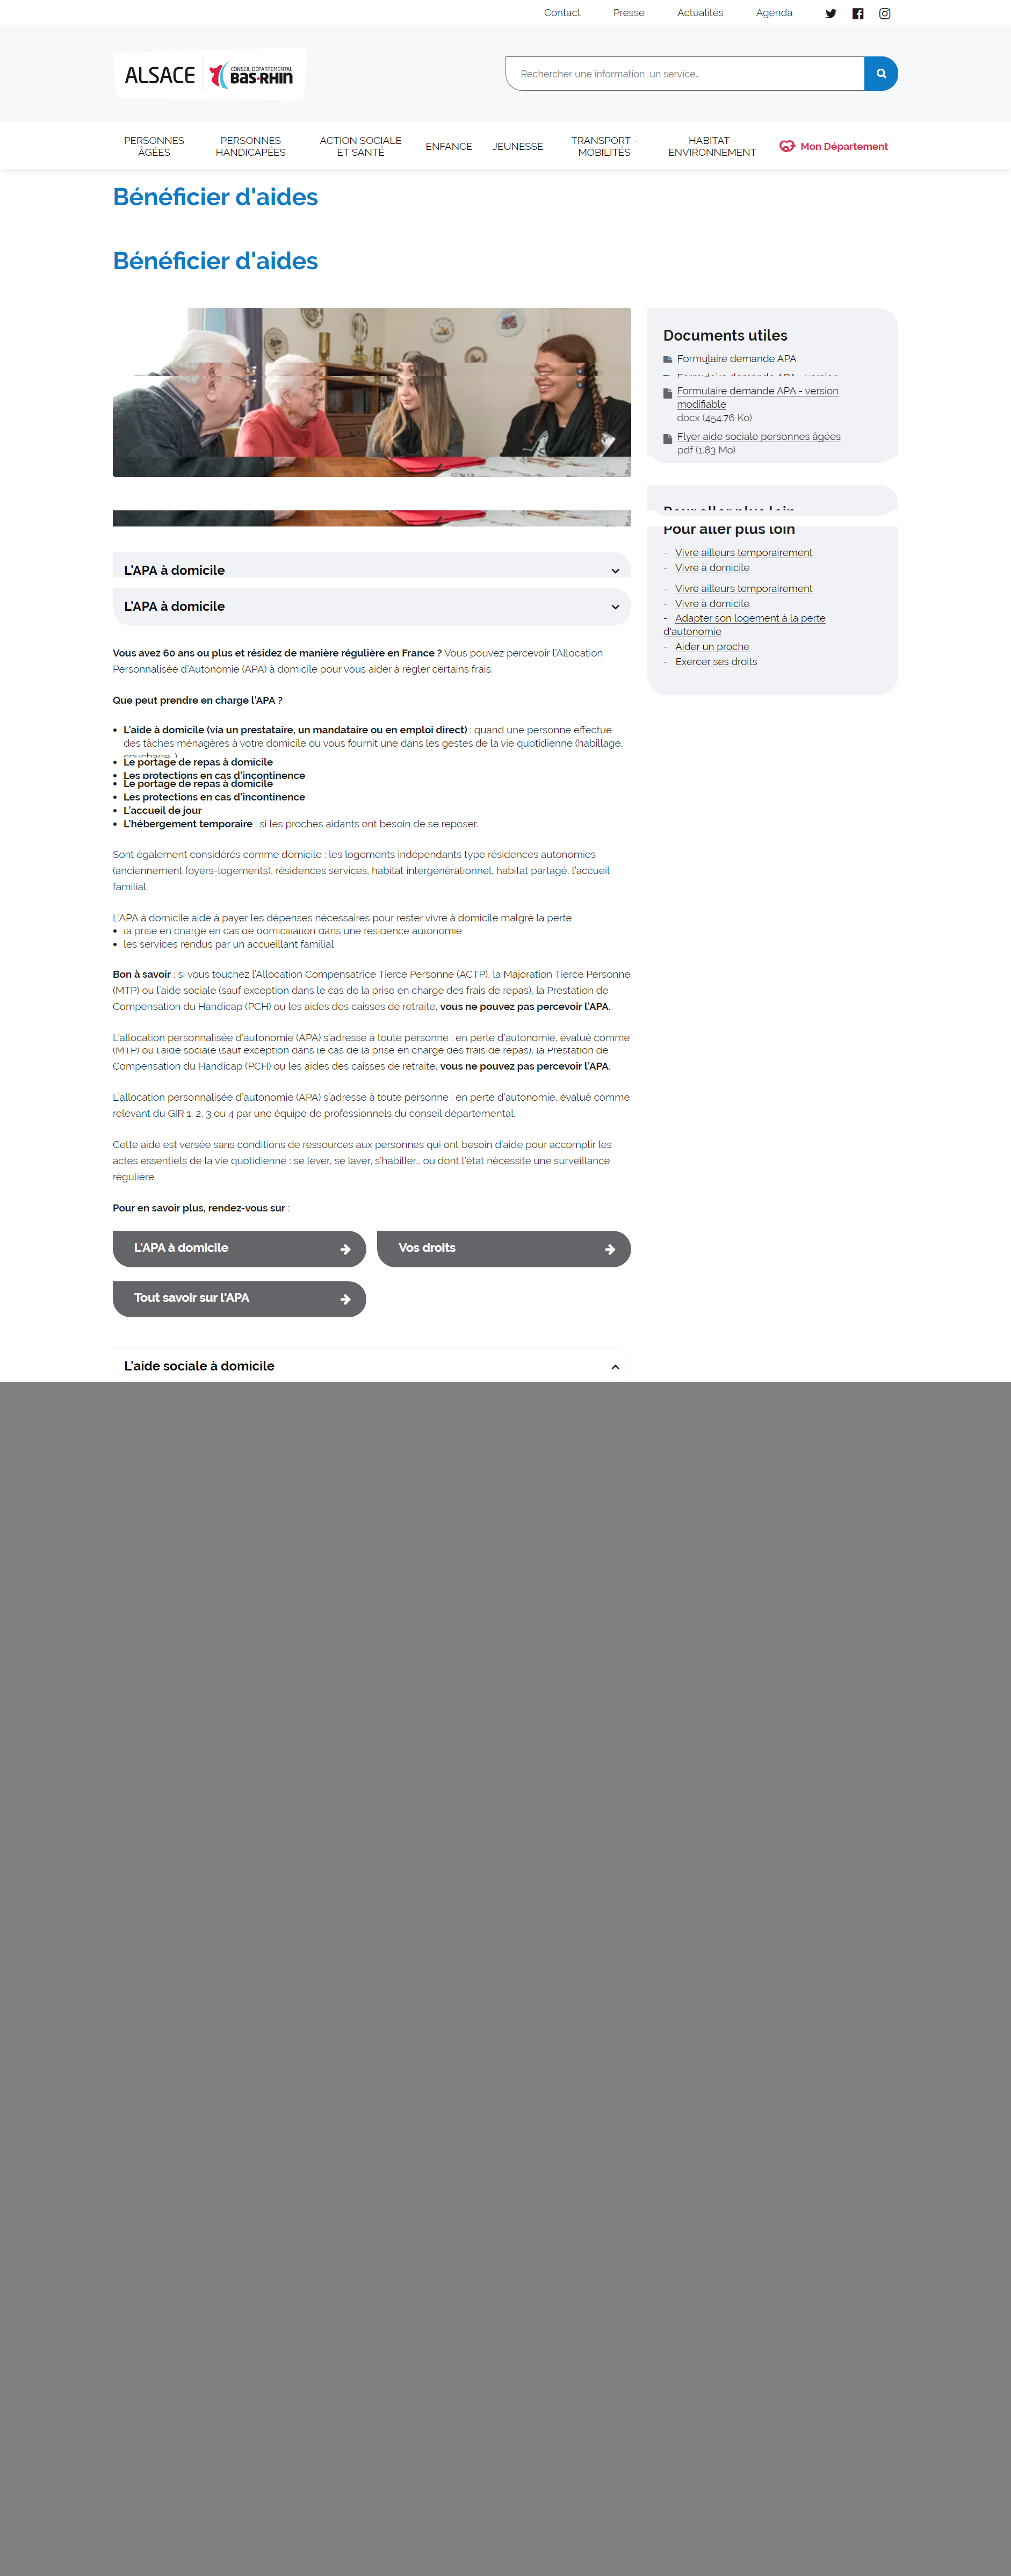 Contact Presse Actualités Agenda
ALSACE CONSEIL DÉPARTEMENTAL
BAS-RHIN
Rechercher une information, un service...
PERSONNES ÂGÉES
PERSONNES HANDICAPÉES
ACTION SOCIALE ET SANTÉ
ENFANCE
JEUNESSE
TRANSPORT - MOBILITÉS
HABITAT - ENVIRONNEMENT
Mon Département
Bénéficier d'aides
Bénéficier d'aides
Documents utiles
Formulaire demande APA
Formulaire demande APA - version
Formulaire demande APA - version
modifiable
docx (454.76 Ko)
Flyer aide sociale personnes âgées
pdf (1.83 Mo)
Pour aller plus loin
Pour aller plus loin
- Vivre ailleurs temporairement
- Vivre à domicile
- Vivre ailleurs temporairement
- Vivre à domicile
- Adapter son logement à la perte
d'autonomie
- Aider un proche
- Exercer ses droits
L'APA à domicile
L'APA à domicile
Vous avez 60 ans ou plus et résidez de manière régulière en France ? Vous pouvez percevoir l'Allocation
Personnalisée d'Autonomie (APA) à domicile pour vous aider à régler certains frais.
Que peut prendre en charge l'APA ?
• L'aide à domicile (via un prestataire, un mandataire ou en emploi direct) : quand une personne effectue
des tâches ménagères à votre domicile ou vous fournit une dans les gestes de la vie quotidienne (habillage,
couchage...)
• Le portage de repas à domicile
• Les protections en cas d'incontinence
• Le portage de repas à domicile
• Les protections en cas d'incontinence
• L'accueil de jour
• L'hébergement temporaire : si les proches aidants ont besoin de se reposer.
Sont également considérés comme domicile : les logements indépendants type résidences autonomies
(anciennement foyers-logements), résidences services, habitat intergénérationnel, habitat partagé, l'accueil
familial.
L'APA à domicile aide à payer les dépenses nécessaires pour rester vivre à domicile malgré la perte
• la prise en charge en cas de domiciliation dans une résidence autonomie
• les services rendus par un accueillant familial
Bon à savoir : si vous touchez l'Allocation Compensatrice Tierce Personne (ACTP), la Majoration Tierce Personne
(MTP) ou l'aide sociale (sauf exception dans le cas de la prise en charge des frais de repas), la Prestation de
Compensation du Handicap (PCH) ou les aides des caisses de retraite, vous ne pouvez pas percevoir l'APA.
L'allocation personnalisée d'autonomie (APA) s'adresse à toute personne : en perte d'autonomie, évalué comme
(MTP) ou l'aide sociale (sauf exception dans le cas de la prise en charge des frais de repas), la Prestation de
Compensation du Handicap (PCH) ou les aides des caisses de retraite, vous ne pouvez pas percevoir l'APA.
L'allocation personnalisée d'autonomie (APA) s'adresse à toute personne : en perte d'autonomie, évalué comme
relevant du GIR 1, 2, 3 ou 4 par une équipe de professionnels du conseil départemental.
Cette aide est versée sans conditions de ressources aux personnes qui ont besoin d'aide pour accomplir les
actes essentiels de la vie quotidienne : se lever, se laver, s'habiller... ou dont l'état nécessite une surveillance
régulière.
Pour en savoir plus, rendez-vous sur :
L'APA à domicile
Vos droits
Tout savoir sur l'APA
L'aide sociale à domicile